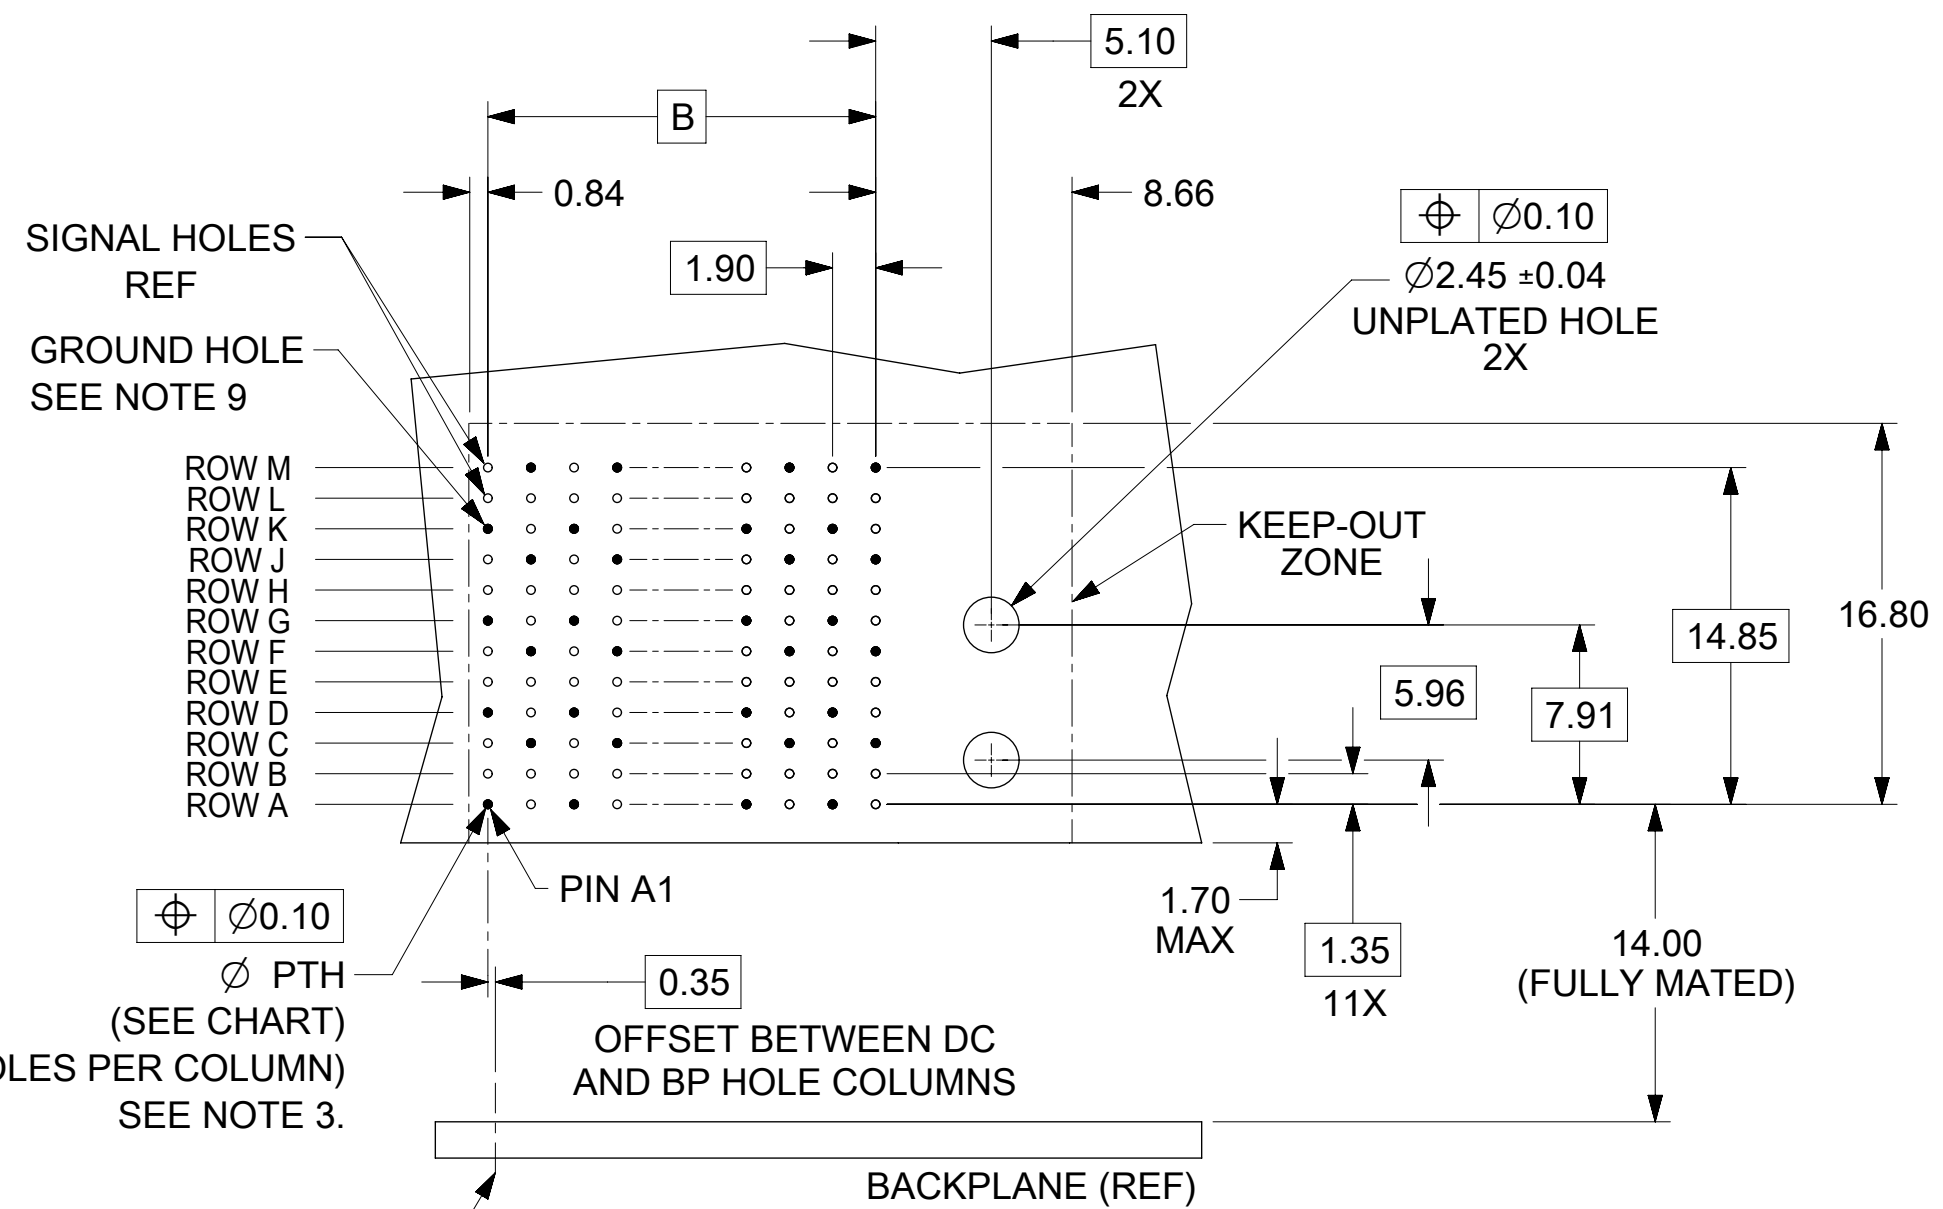 5.10
2X
B
0.84
8.66
⌖ ∅0.10
SIGNAL HOLES
REF
1.90
∅2.45 ±0.04
UNPLATED HOLE
2X
GROUND HOLE
SEE NOTE 9
ROW M
ROW L
ROW K
ROW J
ROW H
ROW G
ROW F
ROW E
ROW D
ROW C
ROW B
ROW A
KEEP-OUT
ZONE
16.80
14.85
5.96
7.91
PIN A1
⌖ ∅0.10
∅ PTH
(SEE CHART)
OLES PER COLUMN)
SEE NOTE 3.
0.35
OFFSET BETWEEN DC
AND BP HOLE COLUMNS
1.70
MAX
1.35
11X
14.00
(FULLY MATED)
BACKPLANE (REF)